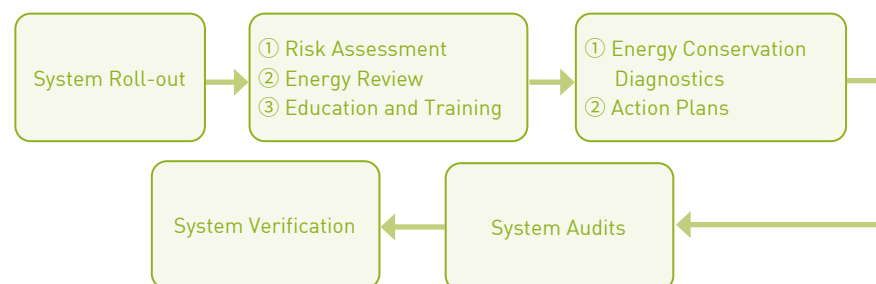 System Roll-out
① Risk Assessment
② Energy Review
③ Education and Training
① Energy Conservation
Diagnostics
② Action Plans
System Verification
System Audits